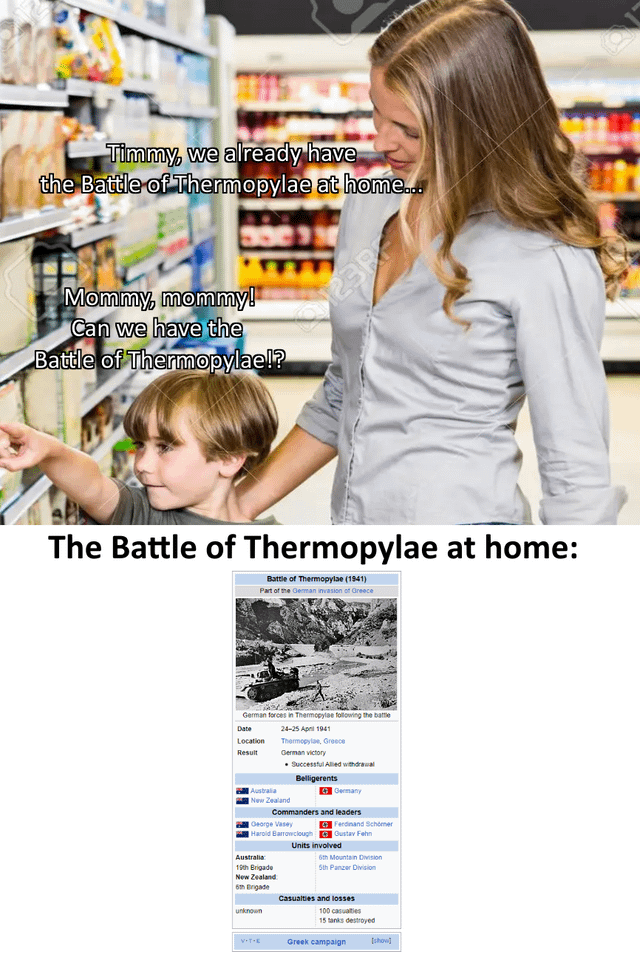 Timmy, we already have
the Battle of Thermopylae at home...
Mommy, mommy!
Can we have the
Battle of Thermopylae!?
The Battle of Thermopylae at home:
Battle of Thermopylae (1941)
Part of the German invasion of Greece
German forces in Thermopylae following the battle
Date 24–25 April 1941
Location Thermopylae, Greece
Result German victory
• Successful Allied withdrawal
Belligerents
Australia Germany
New Zealand
Commanders and leaders
George Vasey Ferdinand Schörner
Harold Barrowclough Gustav Fehn
Units involved
Australia: 6th Mountain Division
19th Brigade 5th Panzer Division
New Zealand:
6th Brigade
Casualties and losses
unknown 100 casualties
15 tanks destroyed
V · T · E Greek campaign [show]